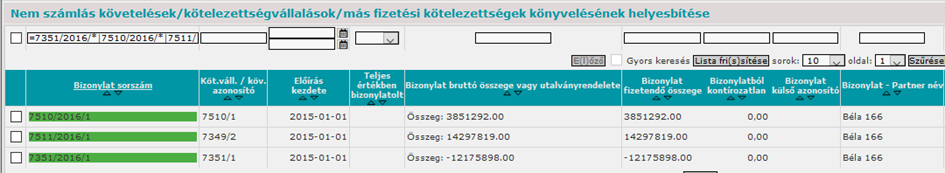 Nem számlás követelések/kötelezettségvállalások/más fizetési kötelezettségek könyvelésének helyesbítése
=7351/2016/*|7510/2016/*|7511/
E(l)őző Gyors keresés Lista fri(s)sítése sorok: 10 oldal: 1 Szűrése
Bizonylat sorszám Köt.váll. / köv. azonosító Előírás kezdete Teljes értékben bizonylatolt Bizonylat bruttó összege vagy utalványrendelete Bizonylat fizetendő összege Bizonylatból kontírozatlan Bizonylat külső azonosító Bizonylat - Partner név
7510/2016/1 7510/1 2015-01-01 Összeg: 3851292.00 3851292.00 0,00 Béla 166
7511/2016/1 7349/2 2015-01-01 Összeg: 14297819.00 14297819.00 0,00 Béla 166
7351/2016/1 7351/1 2015-01-01 Összeg: -12175898.00 -12175898.00 0,00 Béla 166